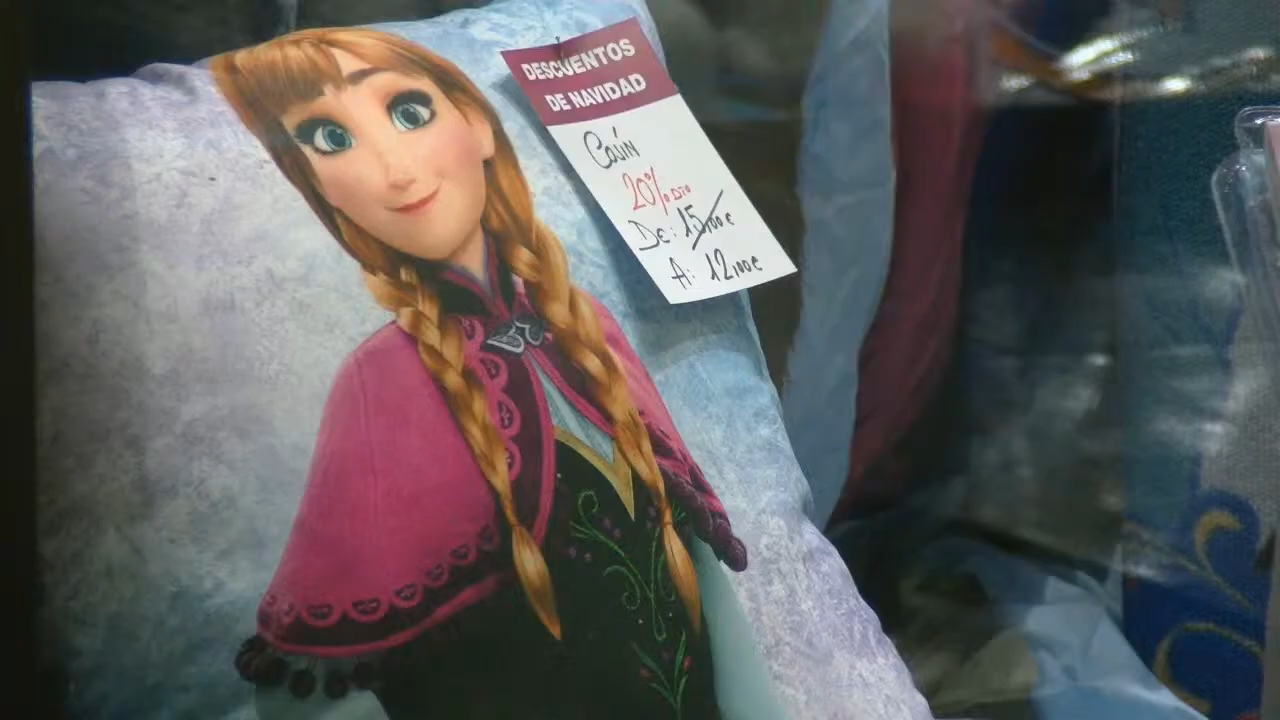 DESCUENTOS
DE NAVIDAD
Cojín
20% DTO
De: 15,00€
A: 12,00€